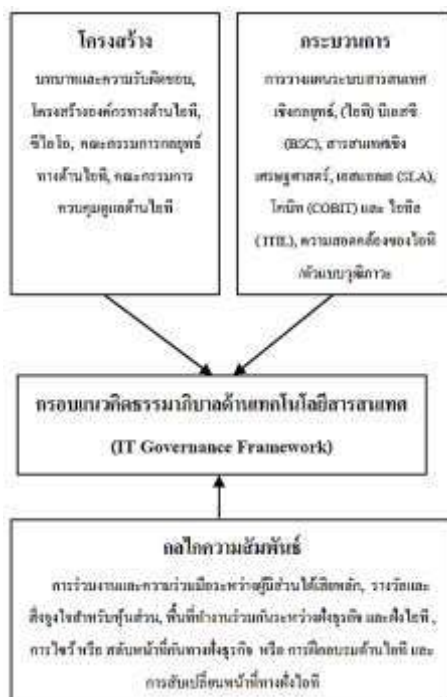 โครงสร้าง
บทบาทและความรับผิดชอบ,
โครงสร้างองค์กรทางด้านไอที,
ซีไอโอ, คณะกรรมการกลยุทธ์
ทางด้านไอที, คณะกรรมการ
ควบคุมดูแลด้านไอที
กระบวนการ
การวางแผนระบบสารสนเทศ
เชิงกลยุทธ์, (ไอที) บีเอสซี
(BSC), สารสนเทศเชิง
เศรษฐศาสตร์, เอสแอลเอ (SLA),
โคบิท (COBIT) และ ไอทิล
(ITIL), ความสอดคล้องของไอที
/ตัวแบบวุฒิภาวะ
กรอบแนวคิดธรรมาภิบาลด้านเทคโนโลยีสารสนเทศ
(IT Governance Framework)
กลไกความสัมพันธ์
การร่วมงานและความร่วมมือระหว่างผู้มีส่วนได้เสียหลัก, รางวัลและ
สิ่งจูงใจสำหรับหุ้นส่วน, พื้นที่ทำงานร่วมกันระหว่างฝั่งธุรกิจ และฝั่งไอที ,
การไขว้ หรือ สลับหน้าที่กันทางฝั่งธุรกิจ หรือ การฝึกอบรมด้านไอที และ
การสับเปลี่ยนหน้าที่ทางฝั่งไอที